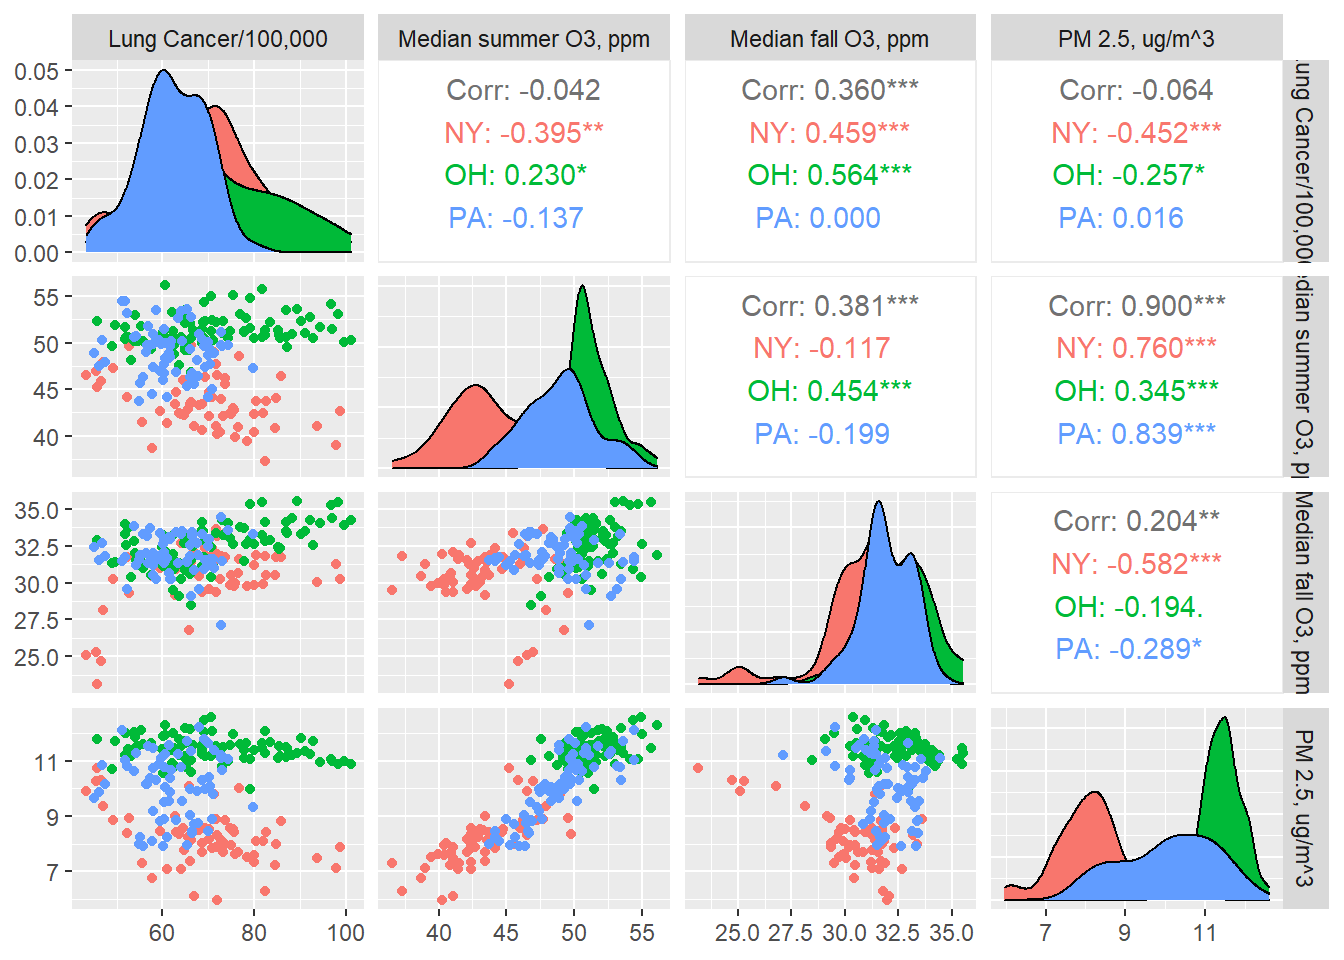 Lung Cancer/100,000
Median summer O3, ppm
Median fall O3, ppm
PM 2.5, ug/m^3
0.05
0.04
0.03
0.02
0.01
0.00
Corr: -0.042
NY: -0.395**
OH: 0.230*
PA: -0.137
Corr: 0.360***
NY: 0.459***
OH: 0.564***
PA: 0.000
Corr: -0.064
NY: -0.452***
OH: -0.257*
PA: 0.016
ung Cancer/100,000
55
50
45
40
Corr: 0.381***
NY: -0.117
OH: 0.454***
PA: -0.199
Corr: 0.900***
NY: 0.760***
OH: 0.345***
PA: 0.839***
edian summer O3, p
35.0
32.5
30.0
27.5
25.0
Corr: 0.204**
NY: -0.582***
OH: -0.194.
PA: -0.289*
Median fall O3, ppm
11
9
7
PM 2.5, ug/m^3
60
80
100
40
45
50
55
25.0
27.5
30.0
32.5
35.0
7
9
11